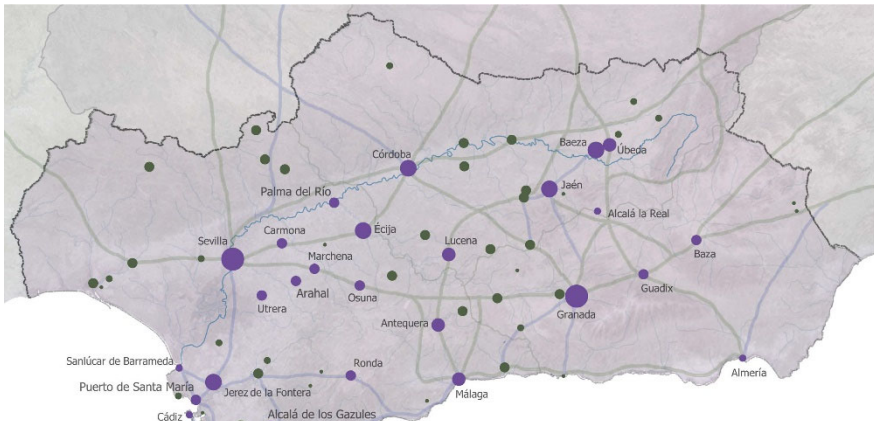 Córdoba
Baeza
Úbeda
Palma del Río
Jaén
Alcalá la Real
Sevilla
Carmona
Écija
Lucena
Baza
Marchena
Arahal
Osuna
Utrera
Guadix
Granada
Antequera
Sanlúcar de Barrameda
Ronda
Almería
Puerto de Santa María
Jerez de la Frontera
Málaga
Cádiz
Alcalá de los Gazules